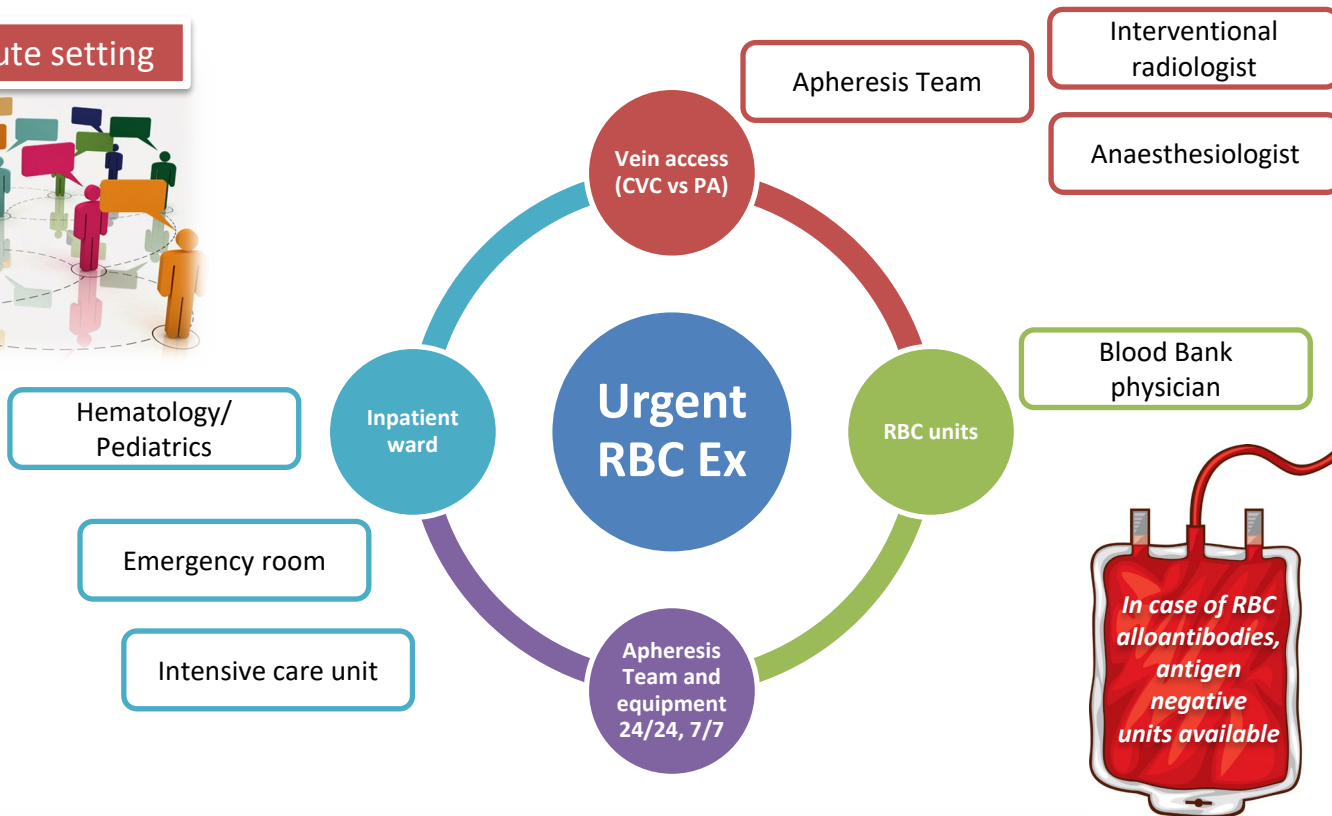 ute setting
Apheresis Team
Interventional
radiologist
Anaesthesiologist
Vein access
(CVC vs PA)
Blood Bank
physician
Hematology/
Pediatrics
Inpatient
ward
Urgent
RBC Ex
RBC units
Emergency room
Intensive care unit
Apheresis
Team and
equipment
24/24, 7/7
In case of RBC
alloantibodies,
antigen
negative
units available